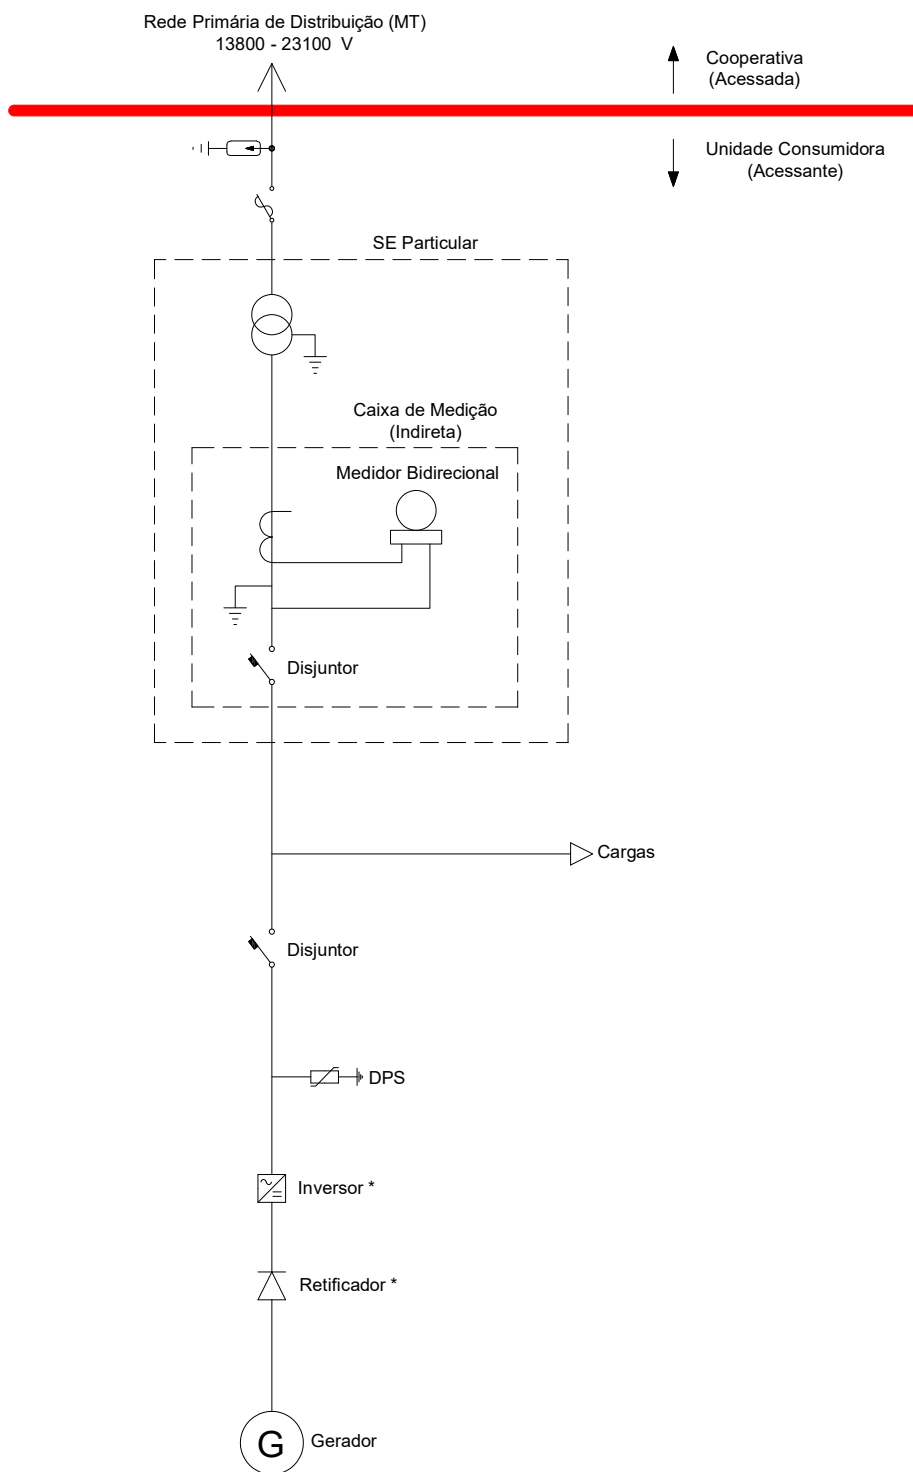 Rede Primária de Distribuição (MT)
13800 - 23100 V
Cooperativa
(Acessada)
Unidade Consumidora
(Acessante)
SE Particular
Caixa de Medição
(Indireta)
Medidor Bidirecional
Disjuntor
Cargas
Disjuntor
DPS
Inversor *
Retificador *
G
Gerador